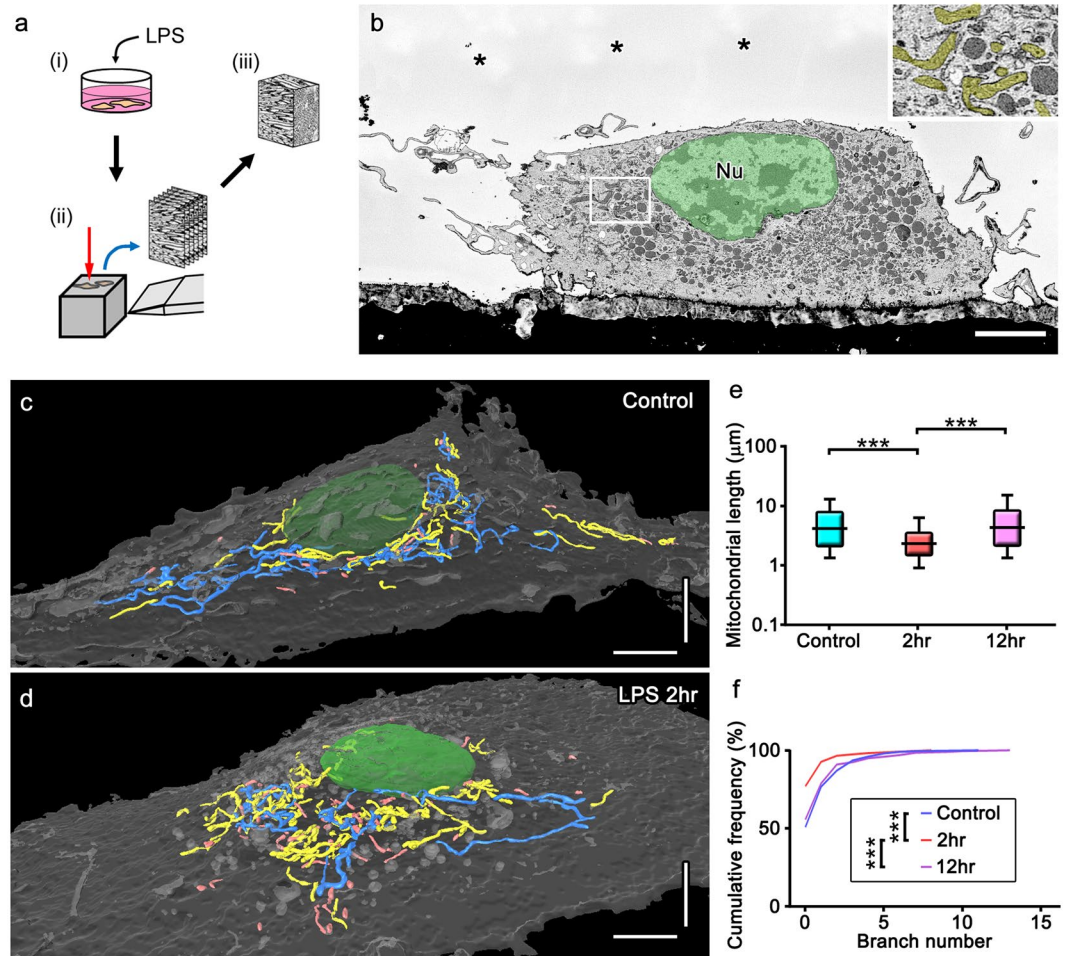 a
LPS
(i)
(iii)
(ii)
b
* * *
Nu
c
Control
d
LPS 2hr
e
Mitochondrial length (μm)
100
10
1
0.1
***
***
Control 2hr 12hr
f
Cumulative frequency (%)
100
50
0
*** Control
*** 2hr
12hr
0 5 10 15
Branch number